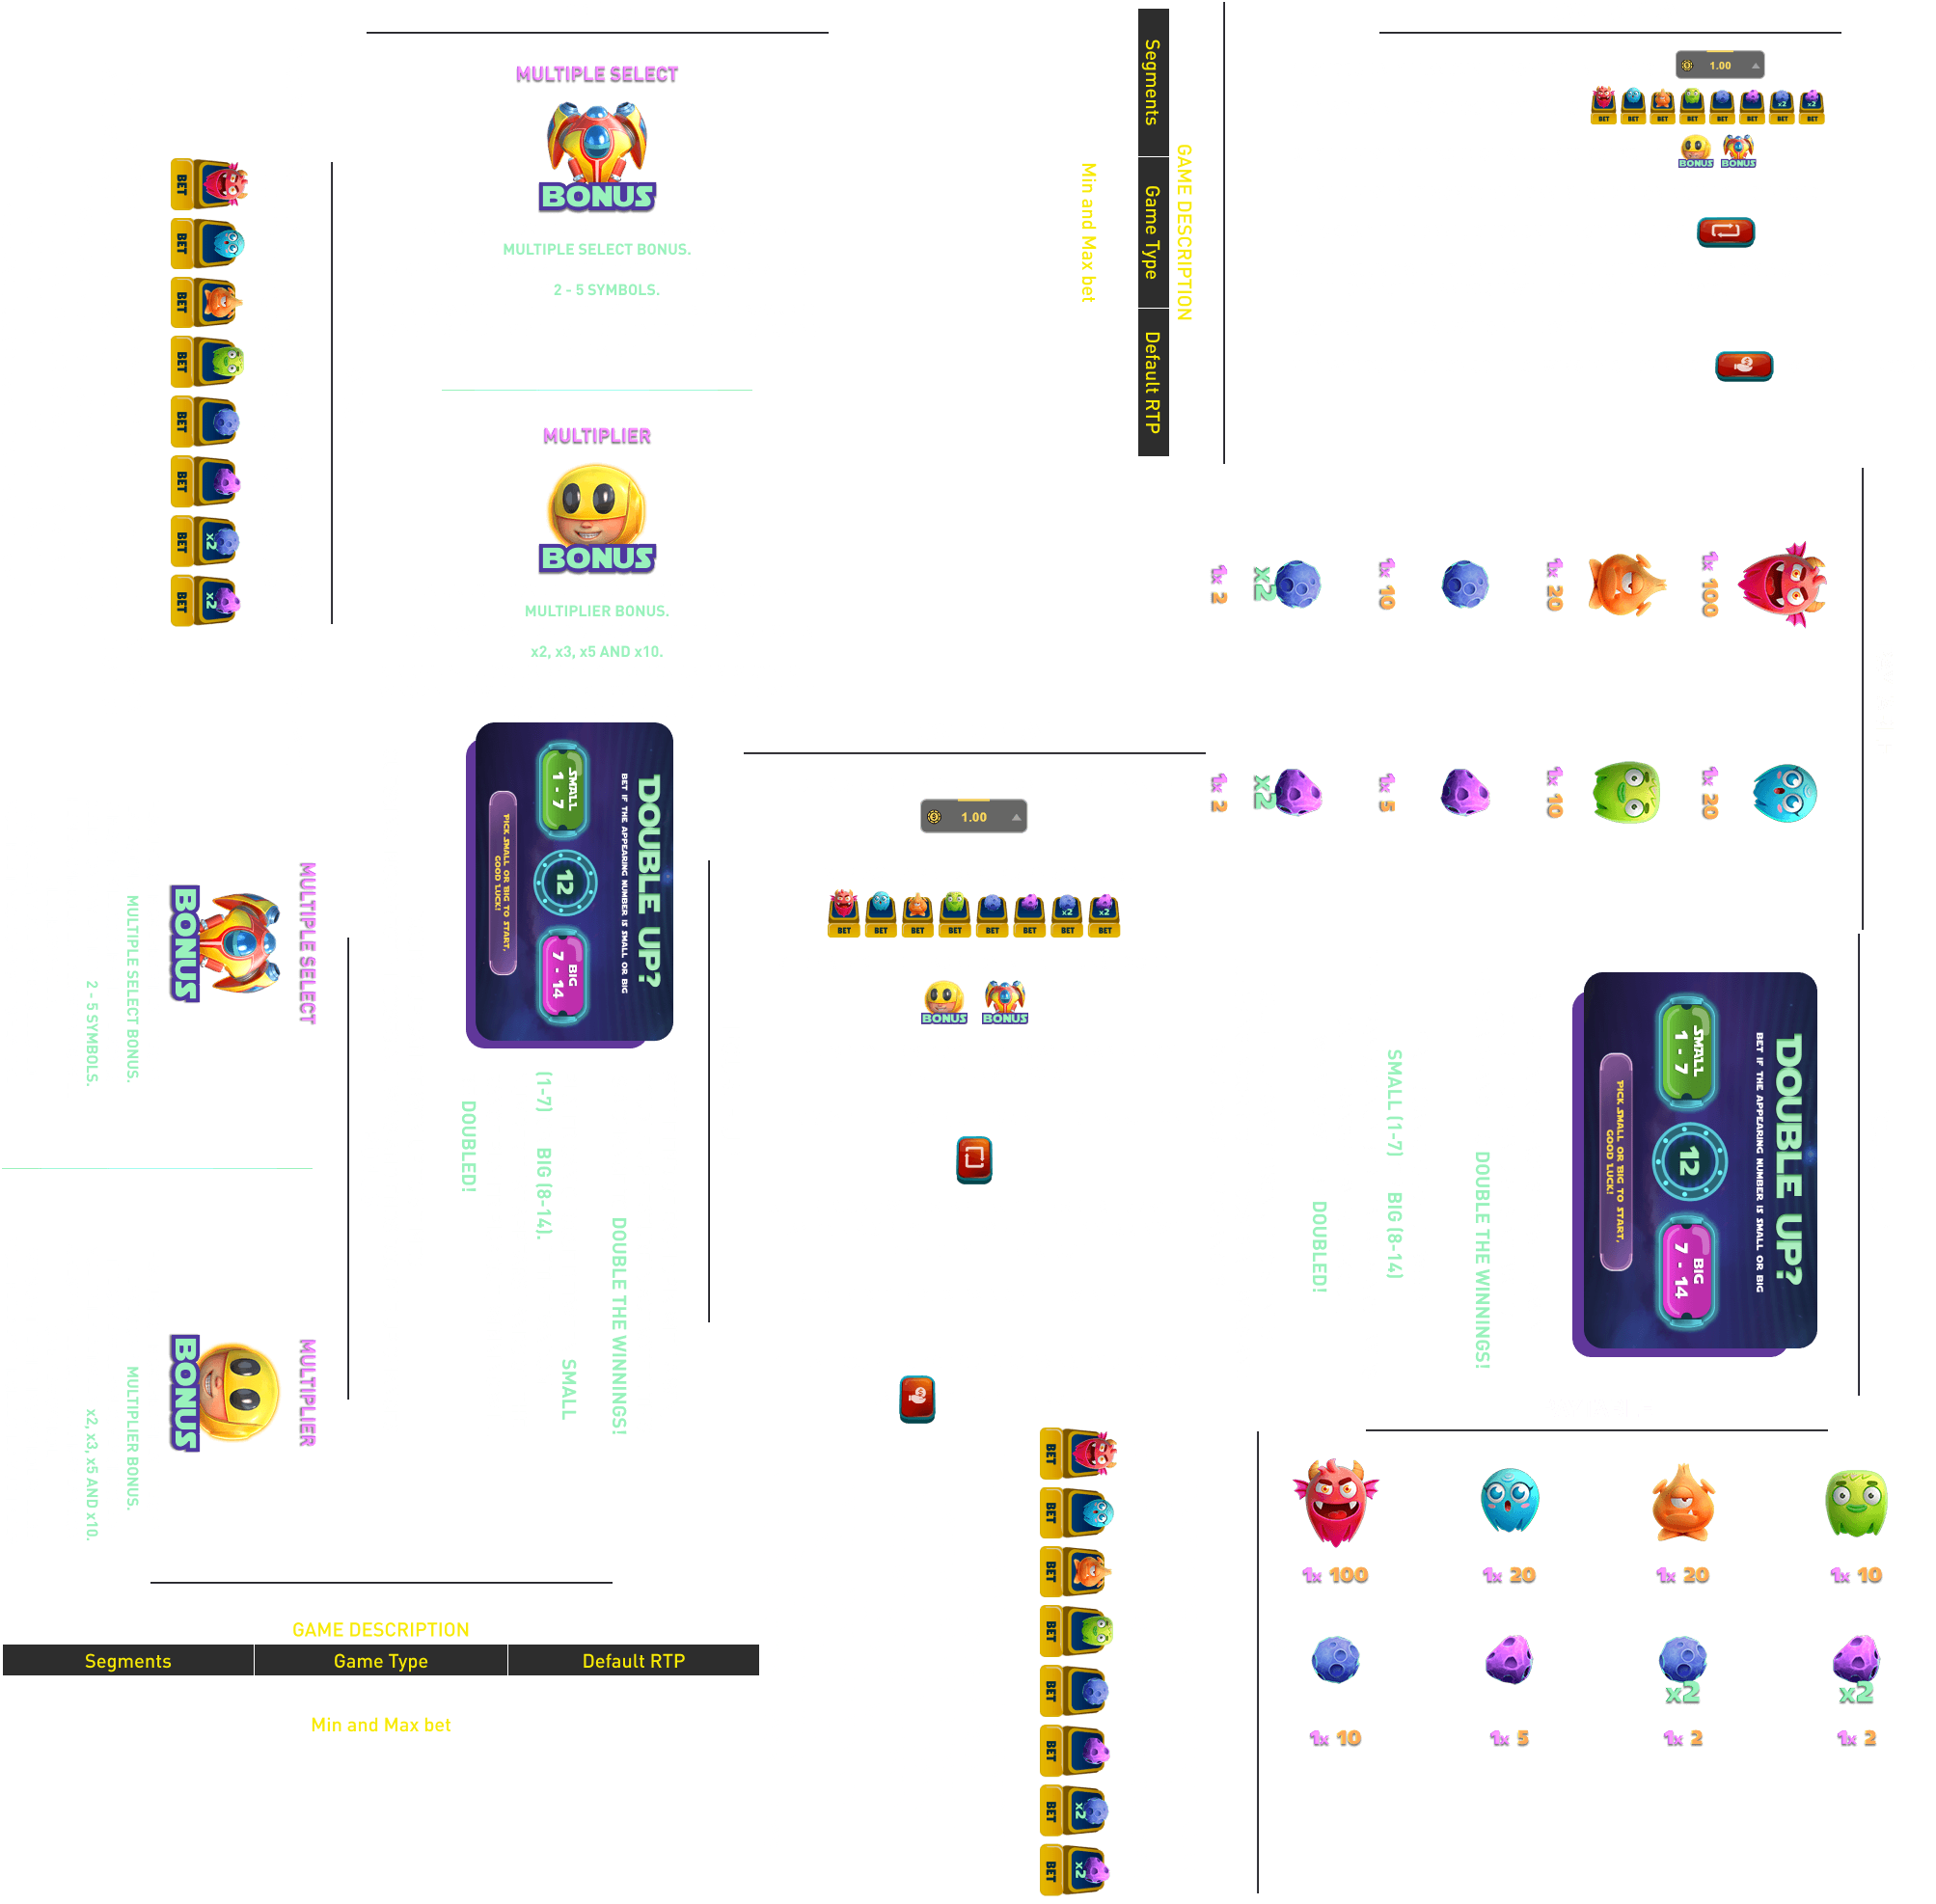 MULTIPLE SELECT
BONUS
MULTIPLE SELECT BONUS.
2 - 5 SYMBOLS.
MULTIPLIER
BONUS
MULTIPLIER BONUS.
x2, x3, x5 AND x10.
BET
BET
BET
BET
BET
BET
x2 BET
x2 BET
GAME DESCRIPTION
Segments Game Type Default RTP
Min and Max bet
1.00
BET BET BET BET BET BET x2 BET x2 BET
BONUS BONUS
1x 100
1x 20
1x 20
1x 10
1x 10
1x 5
x2
1x 2
x2
1x 2
DOUBLE UP?
BET IF THE APPEARING NUMBER IS SMALL OR BIG
SMALL
1 - 7
12
BIG
7 - 14
PICK SMALL OR BIG TO START,
GOOD LUCK!
DOUBLE THE WINNINGS!
SMALL
(1-7) BIG (8-14).
DOUBLED!
1.00
BET BET BET BET BET BET x2 BET x2 BET
BONUS BONUS
MULTIPLE SELECT
BONUS
MULTIPLE SELECT BONUS.
2 - 5 SYMBOLS.
MULTIPLIER
BONUS
MULTIPLIER BONUS.
x2, x3, x5 AND x10.
DOUBLE UP?
BET IF THE APPEARING NUMBER IS SMALL OR BIG
SMALL
1 - 7
12
BIG
7 - 14
PICK SMALL OR BIG TO START,
GOOD LUCK!
DOUBLE THE WINNINGS!
SMALL (1-7) BIG (8-14)
DOUBLED!
GAME DESCRIPTION
Segments Game Type Default RTP
Min and Max bet
BET
BET
BET
BET
BET
BET
x2 BET
x2 BET
1x 100 1x 20 1x 20 1x 10
x2 x2
1x 10 1x 5 1x 2 1x 2